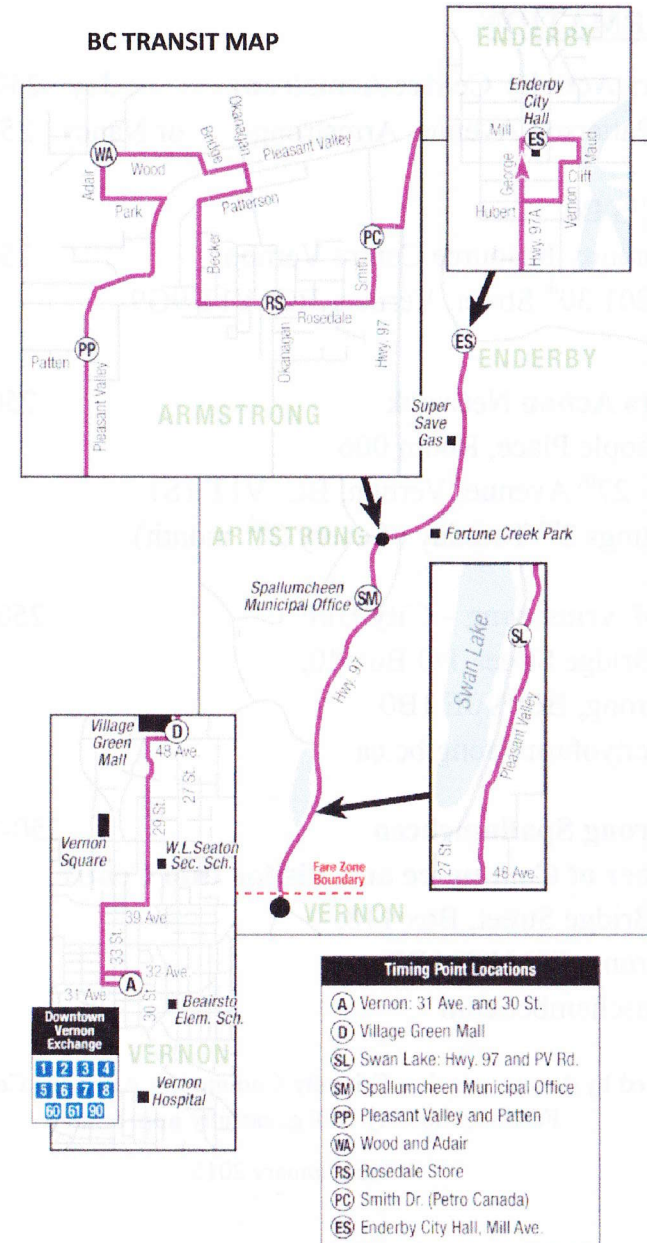 BC TRANSIT MAP
WA
Wood
Bridge
Okanagan
Pleasant Valley
Adair
Park
Patterson
Becker
PC
Smith
RS
Rosedale
Okanagan
Hwy. 97
PP
Patten
Pleasant Valley
ARMSTRONG
ENDERBY
Enderby
City
Hall
Mill
ES
Maud
George
Cliff
Vernon
Hubert
Hwy. 97A
ES
ENDERBY
Super
Save
Gas
ARMSTRONG
Fortune Creek Park
Spallumcheen
Municipal Office
SM
Hwy. 97
Swan Lake
SL
Pleasant Valley
27 St.
48 Ave.
Fare Zone
Boundary
VERNON
Village
Green
Mall
D
48 Ave.
27 St.
29 St.
Vernon
Square
W.L.Seaton
Sec. Sch.
39 Ave.
33 St.
32 Ave.
A
31 Ave.
30 St.
Beairsto
Elem. Sch.
Downtown
Vernon
Exchange
1 2 3 4
5 6 7 8
60 61 90
VERNON
Vernon
Hospital
Timing Point Locations
A Vernon: 31 Ave. and 30 St.
D Village Green Mall
SL Swan Lake: Hwy. 97 and PV Rd.
SM Spallumcheen Municipal Office
PP Pleasant Valley and Patten
WA Wood and Adair
RS Rosedale Store
PC Smith Dr. (Petro Canada)
ES Enderby City Hall, Mill Ave.